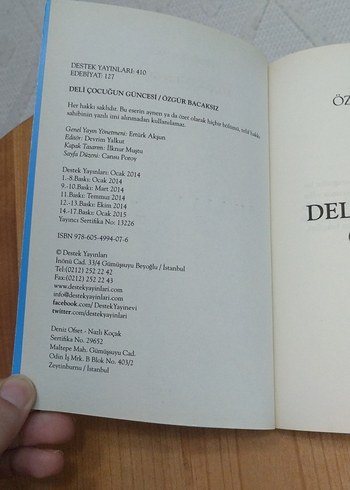 DESTEK YAYINLARI: 410
EDEBİYAT: 127
DELİ ÇOCUĞUN GÜNCESİ / ÖZGÜR BACAKSIZ
Her hakkı saklıdır. Bu eserin aynen ya da özet olarak hiçbir bölümü, telif hakkı
sahibinin yazılı izni alınmadan kullanılamaz.
Genel Yayın Yönetmeni: Ertürk Akşun
Editör: Devrim Yalkut
Kapak Tasarım: İlknur Muştu
Sayfa Düzeni: Cansu Poroy
Destek Yayınları: Ocak 2014
1.-8.Baskı: Ocak 2014
9.-10.Baskı: Mart 2014
11.Baskı: Temmuz 2014
12.-13.Baskı: Ekim 2014
14.-17.Baskı: Ocak 2015
Yayıncı Sertifika No: 13226
ISBN 978-605-4994-07-6
© Destek Yayınları
İnönü Cad. 33/4 Gümüşsuyu Beyoğlu / İstanbul
Tel:(0212) 252 22 42
Fax:(0212) 252 22 43
www.destekyayinlari.com
info@destekyayinlari.com
facebook.com/ DestekYayinevi
twitter.com/destekyayinlari
Deniz Ofset - Nazlı Koçak
Sertifika No: 29652
Maltepe Mah. Gümüşsuyu Cad.
Odin İş Mrk. B Blok No. 403/2
Zeytinburnu / İstanbul
ÖZ
DEL